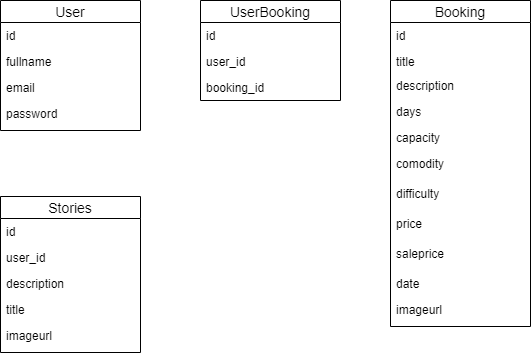 User
id
fullname
email
password
UserBooking
id
user_id
booking_id
Booking
id
title
description
days
capacity
comodity
difficulty
price
saleprice
date
imageurl
Stories
id
user_id
description
title
imageurl